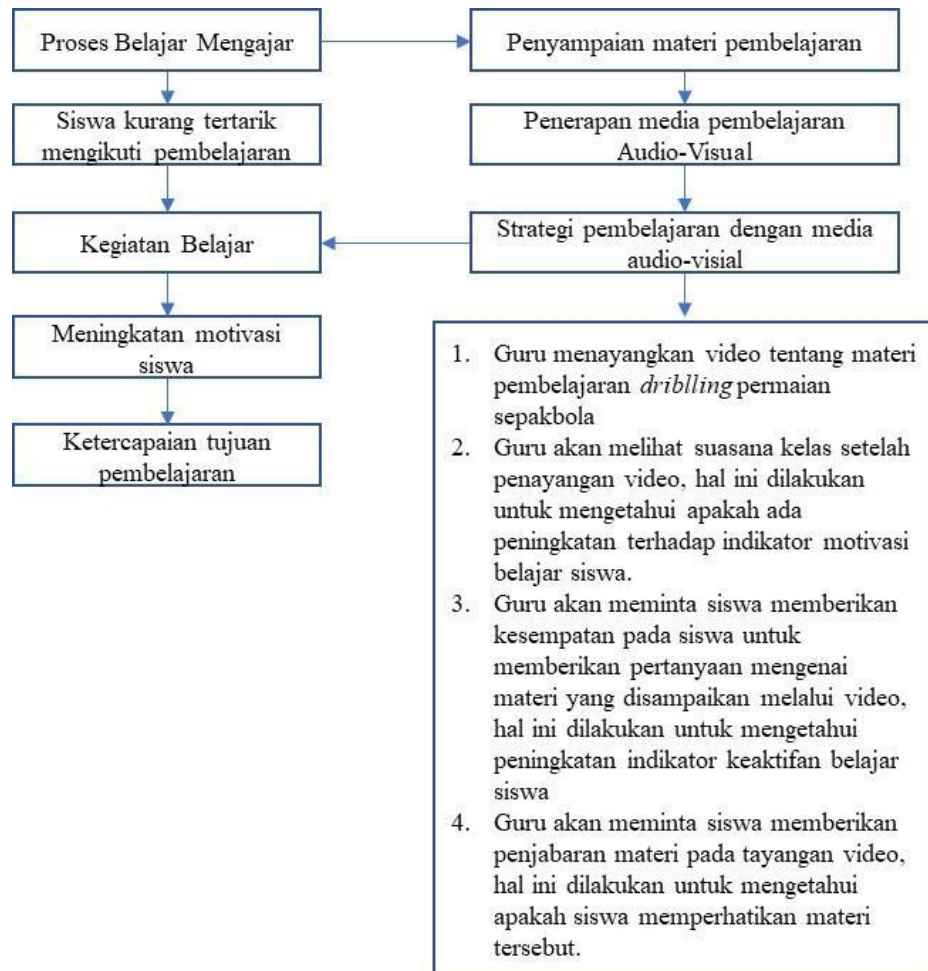 Proses Belajar Mengajar
Penyampaian materi pembelajaran
Siswa kurang tertarik
mengikuti pembelajaran
Penerapan media pembelajaran
Audio-Visual
Kegiatan Belajar
Strategi pembelajaran dengan media
audio-visial
Meningkatan motivasi
siswa
Ketercapaian tujuan
pembelajaran
1. Guru menayangkan video tentang materi
pembelajaran driblling permaian
sepakbola
2. Guru akan melihat suasana kelas setelah
penayangan video, hal ini dilakukan
untuk mengetahui apakah ada
peningkatan terhadap indikator motivasi
belajar siswa.
3. Guru akan meminta siswa memberikan
kesempatan pada siswa untuk
memberikan pertanyaan mengenai
materi yang disampaikan melalui video,
hal ini dilakukan untuk mengetahui
peningkatan indikator keaktifan belajar
siswa
4. Guru akan meminta siswa memberikan
penjabaran materi pada tayangan video,
hal ini dilakukan untuk mengetahui
apakah siswa memperhatikan materi
tersebut.